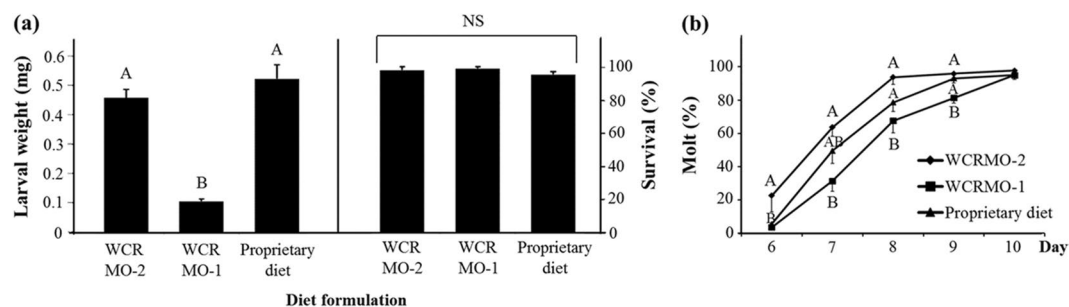 (a)
Larval weight (mg)
0.6
0.5
0.4
0.3
0.2
0.1
0
A
B
A
WCR MO-2
WCR MO-1
Proprietary diet
NS
WCR MO-2
WCR MO-1
Proprietary diet
100
80
60
40
20
0
Survival (%)
Diet formulation
(b)
Molt (%)
100
80
60
40
20
0
A
B
A
AB
B
A
A
B
A
A
B
WCRMO-2
WCRMO-1
Proprietary diet
6 7 8 9 10 Day